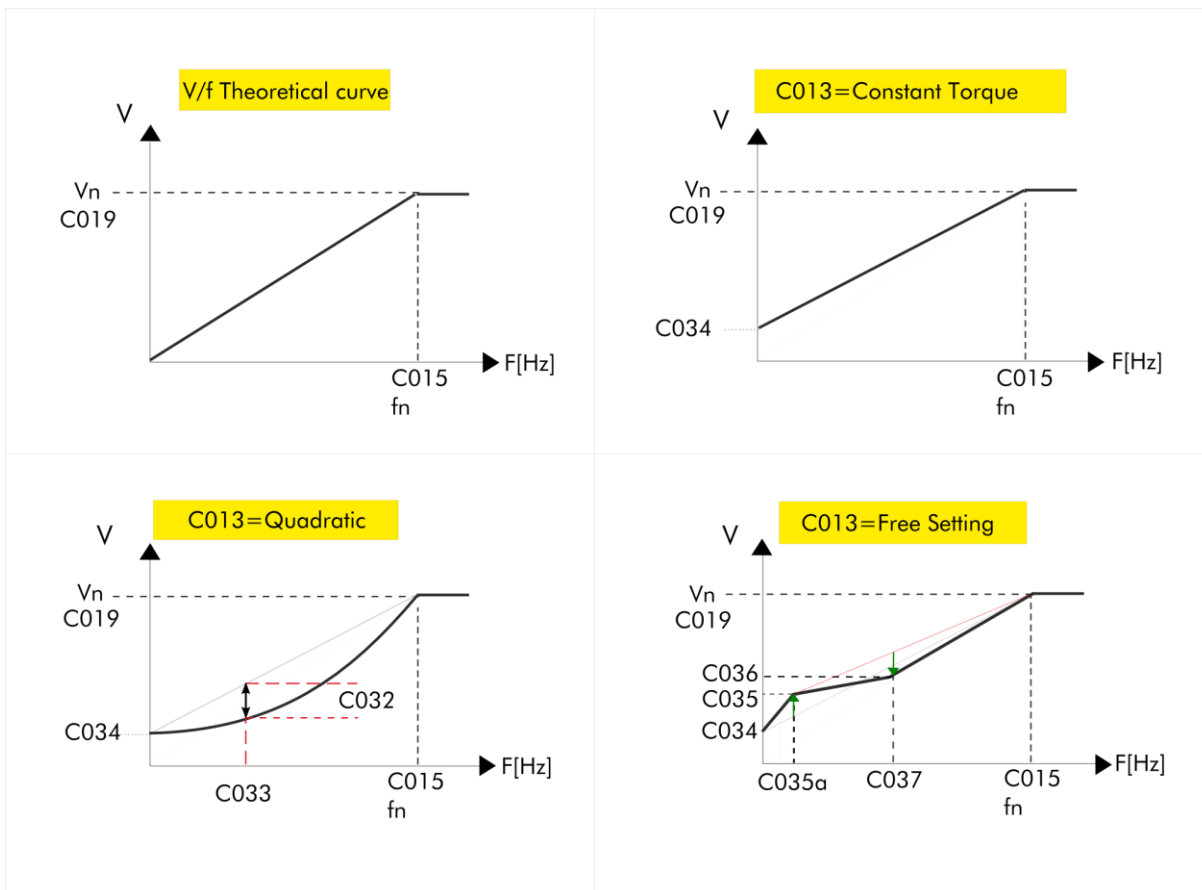 V/f Theoretical curve
V
Vn
C019
F[Hz]
C015
fn
C013=Constant Torque
V
Vn
C019
C034
F[Hz]
C015
fn
C013=Quadratic
V
Vn
C019
C032
C034
F[Hz]
C033
C015
fn
C013=Free Setting
V
Vn
C019
C036
C035
C034
F[Hz]
C035a
C037
C015
fn